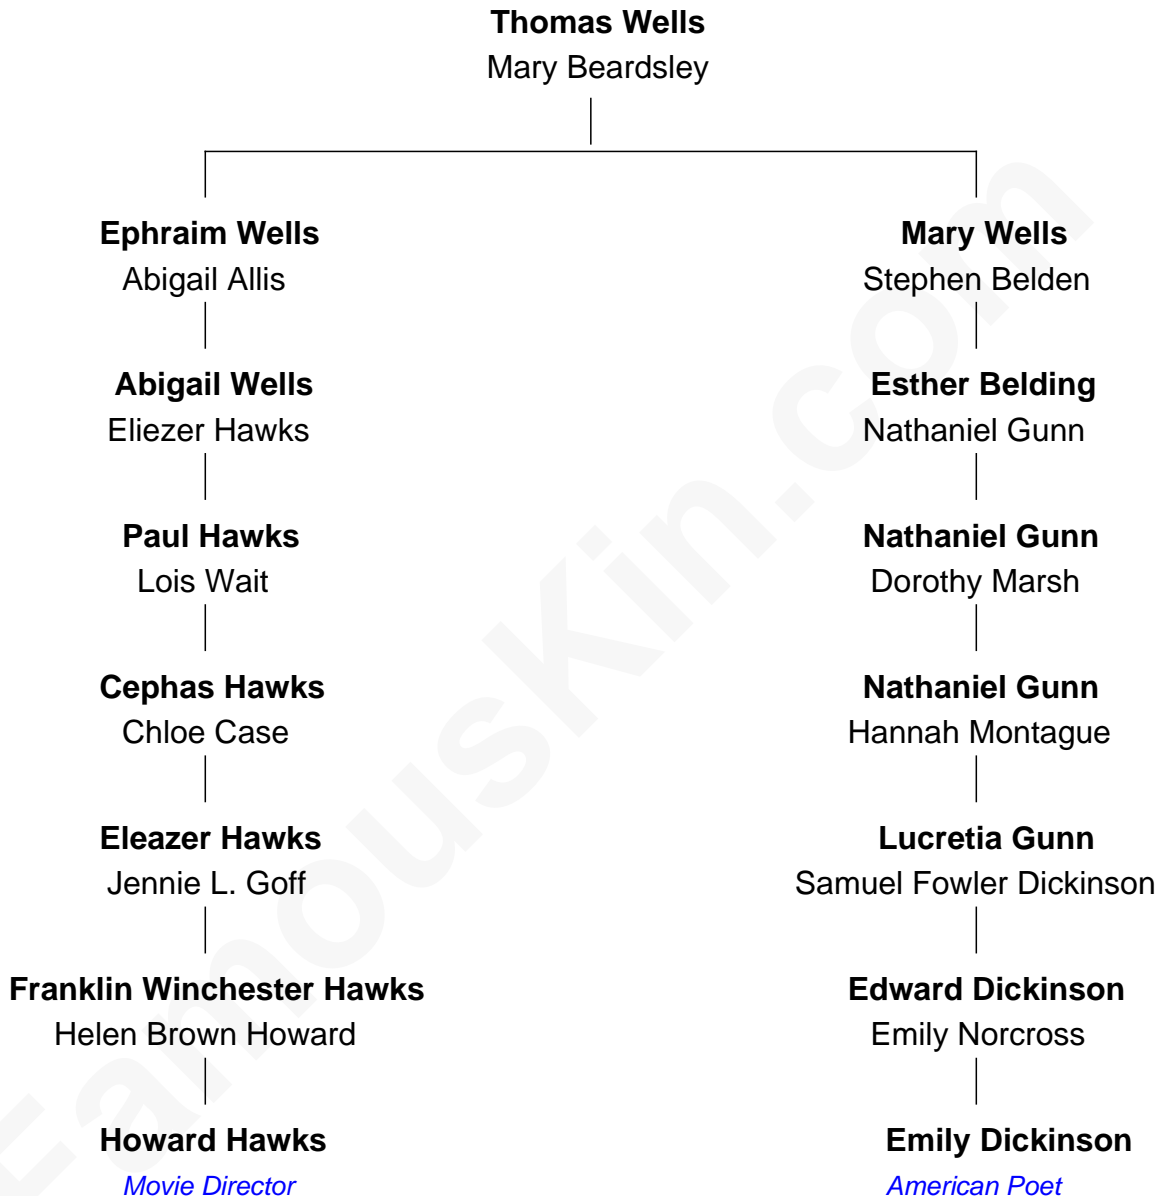 Thomas Wells
Mary Beardsley
Ephraim Wells
Abigail Allis
Abigail Wells
Eliezer Hawks
Paul Hawks
Lois Wait
Cephas Hawks
Chloe Case
Eleazer Hawks
Jennie L. Goff
Franklin Winchester Hawks
Helen Brown Howard
Howard Hawks
Movie Director
Mary Wells
Stephen Belden
Esther Belding
Nathaniel Gunn
Nathaniel Gunn
Dorothy Marsh
Nathaniel Gunn
Hannah Montague
Lucretia Gunn
Samuel Fowler Dickinson
Edward Dickinson
Emily Norcross
Emily Dickinson
American Poet
FamousKin.com